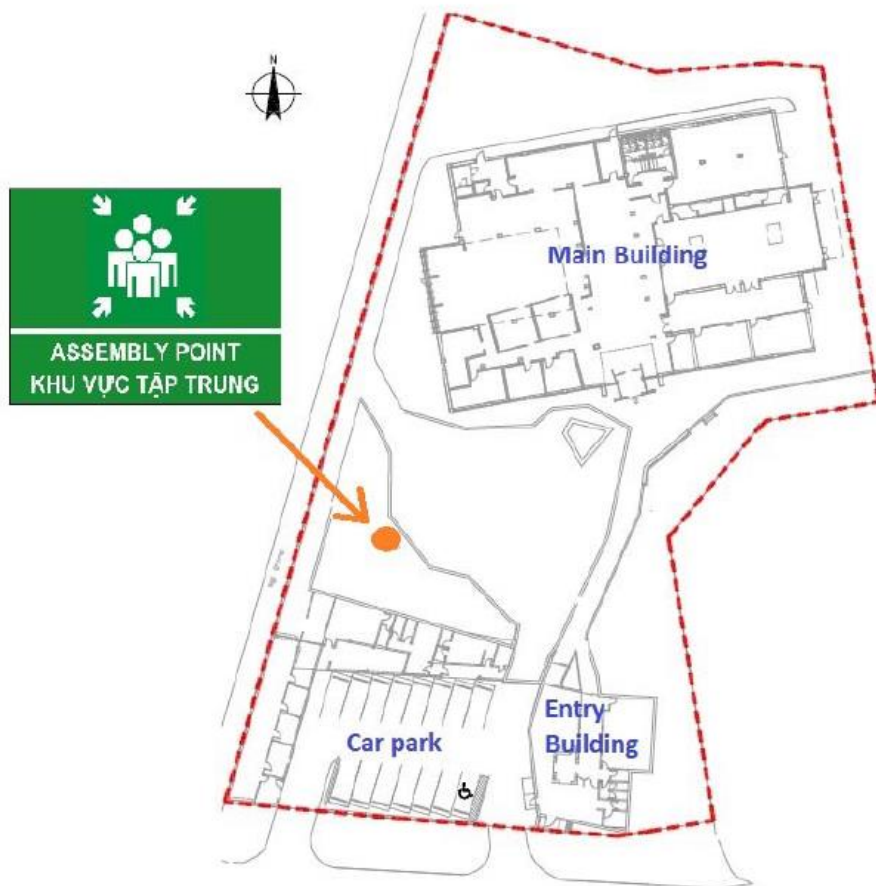 N
ASSEMBLY POINT
KHU VỰC TẬP TRUNG
Main Building
Car park
Entry
Building